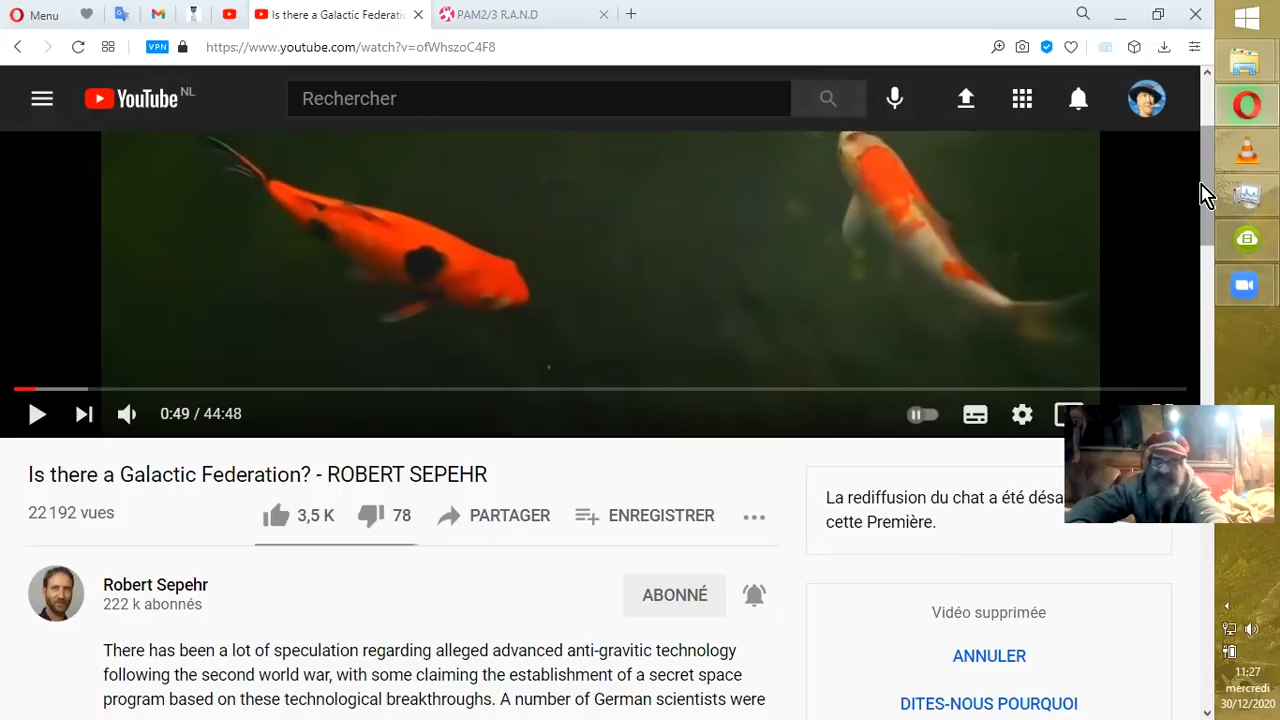 Menu
Is there a Galactic Federatio
PAM2/3 R.A.N.D
VPN
https://www.youtube.com/watch?v=ofWhszoC4F8
YouTube NL
Rechercher
0:49 / 44:48
Is there a Galactic Federation? - ROBERT SEPEHR
22 192 vues
3,5 K
78
PARTAGER
ENREGISTRER
La rediffusion du chat a été désa
cette Première.
Robert Sepehr
222 k abonnés
ABONNÉ
Vidéo supprimée
ANNULER
DITES-NOUS POURQUOI
There has been a lot of speculation regarding alleged advanced anti-gravitic technology
following the second world war, with some claiming the establishment of a secret space
program based on these technological breakthroughs. A number of German scientists were
11:27
mercredi
30/12/2020